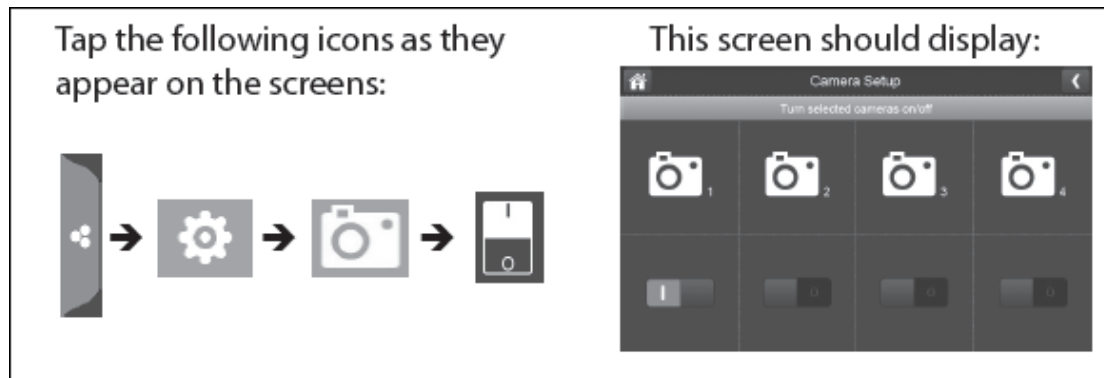 Tap the following icons as they
appear on the screens:
This screen should display:
Camera Setup
Turn selected cameras on/off
1
2
3
4
I
O
I
O
O
O